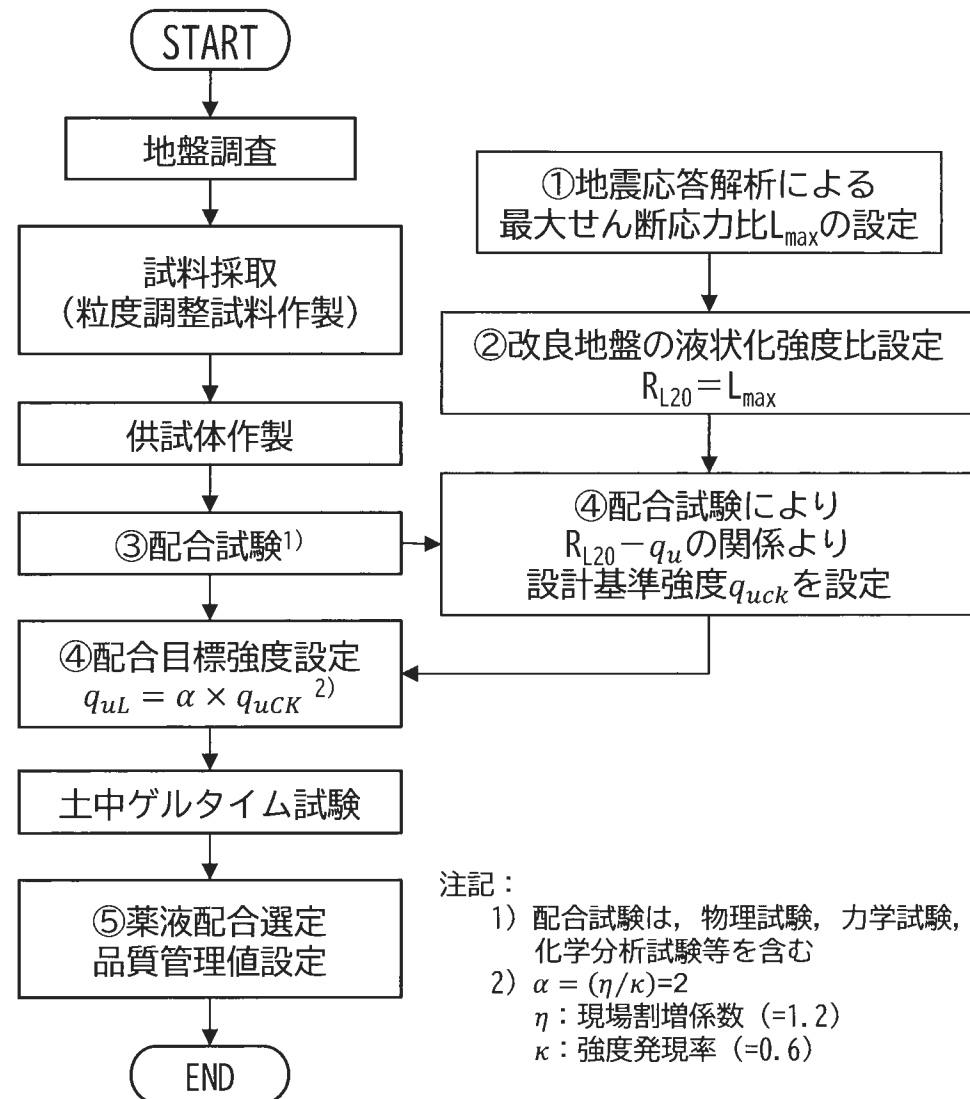 START
地盤調査
試料採取
(粒度調整試料作製)
供試体作製
③配合試験1)
④配合目標強度設定
quL = α × quCK 2)
土中ゲルタイム試験
⑤薬液配合選定
品質管理値設定
END
①地震応答解析による
最大せん断応力比Lmaxの設定
②改良地盤の液状化強度比設定
RL20＝Lmax
④配合試験により
RL20－quの関係より
設計基準強度quckを設定
注記：
1) 配合試験は，物理試験，力学試験，
化学分析試験等を含む
2) α = (η/κ)=2
η：現場割増係数 (=1.2)
κ：強度発現率 (=0.6)